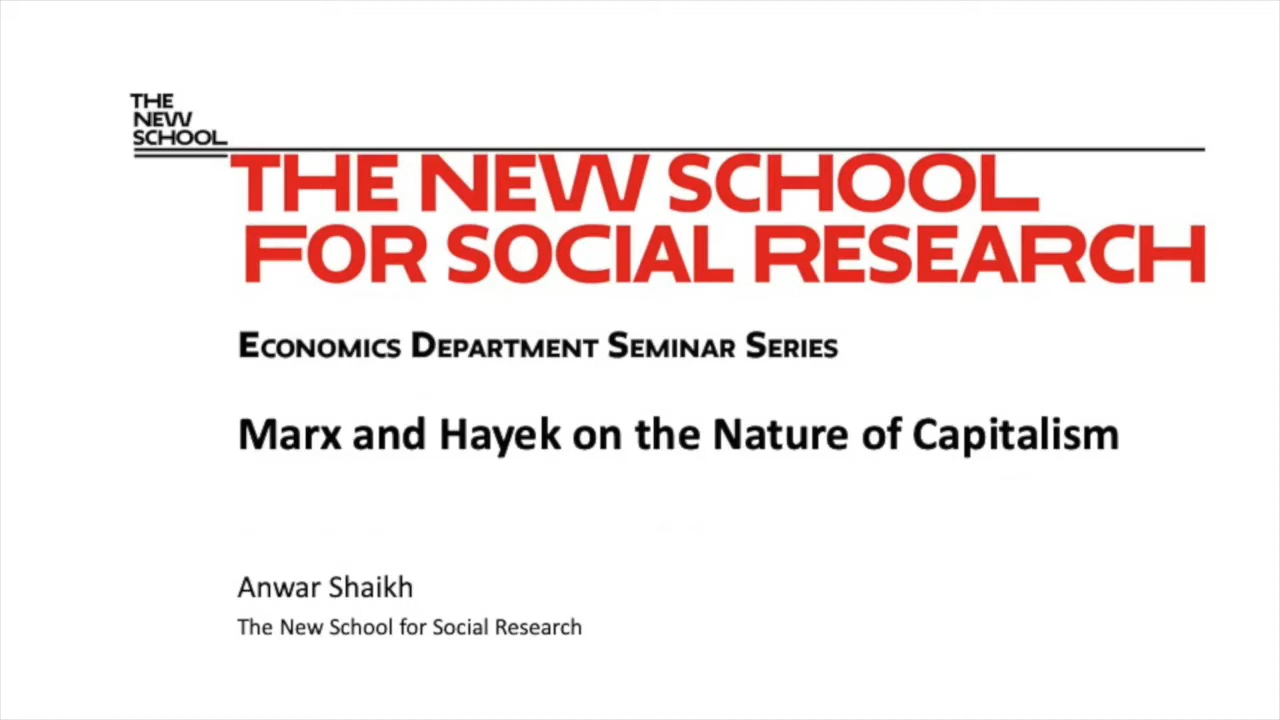 THE
NEW
SCHOOL
THE NEW SCHOOL
FOR SOCIAL RESEARCH
ECONOMICS DEPARTMENT SEMINAR SERIES
Marx and Hayek on the Nature of Capitalism
Anwar Shaikh
The New School for Social Research